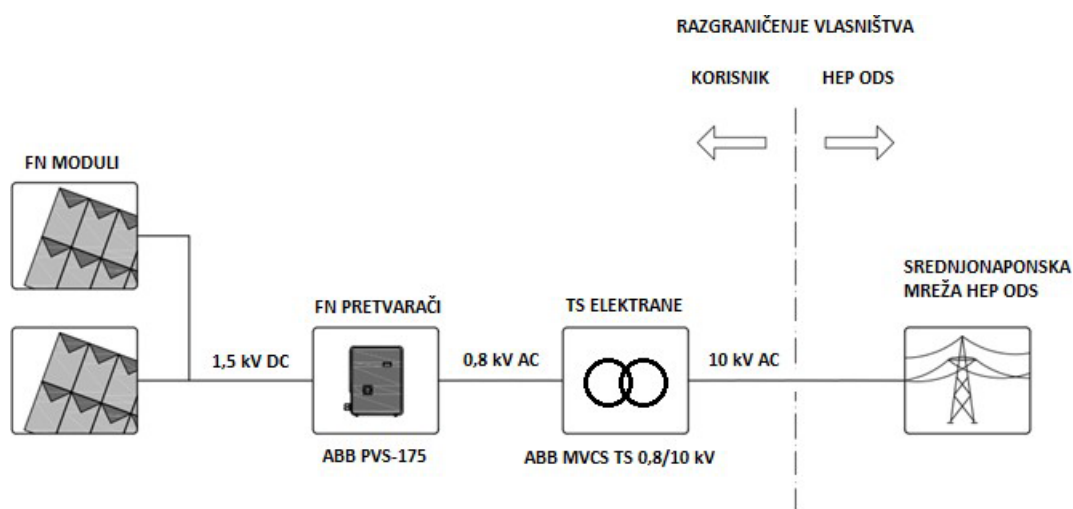 RAZGRANIČENJE VLASNIŠTVA
KORISNIK
HEP ODS
FN MODULI
SREDNJONAPONSKA
MREŽA HEP ODS
FN PRETVARAČI
TS ELEKTRANE
1,5 kV DC
0,8 kV AC
10 kV AC
ABB PVS-175
ABB MVCS TS 0,8/10 kV